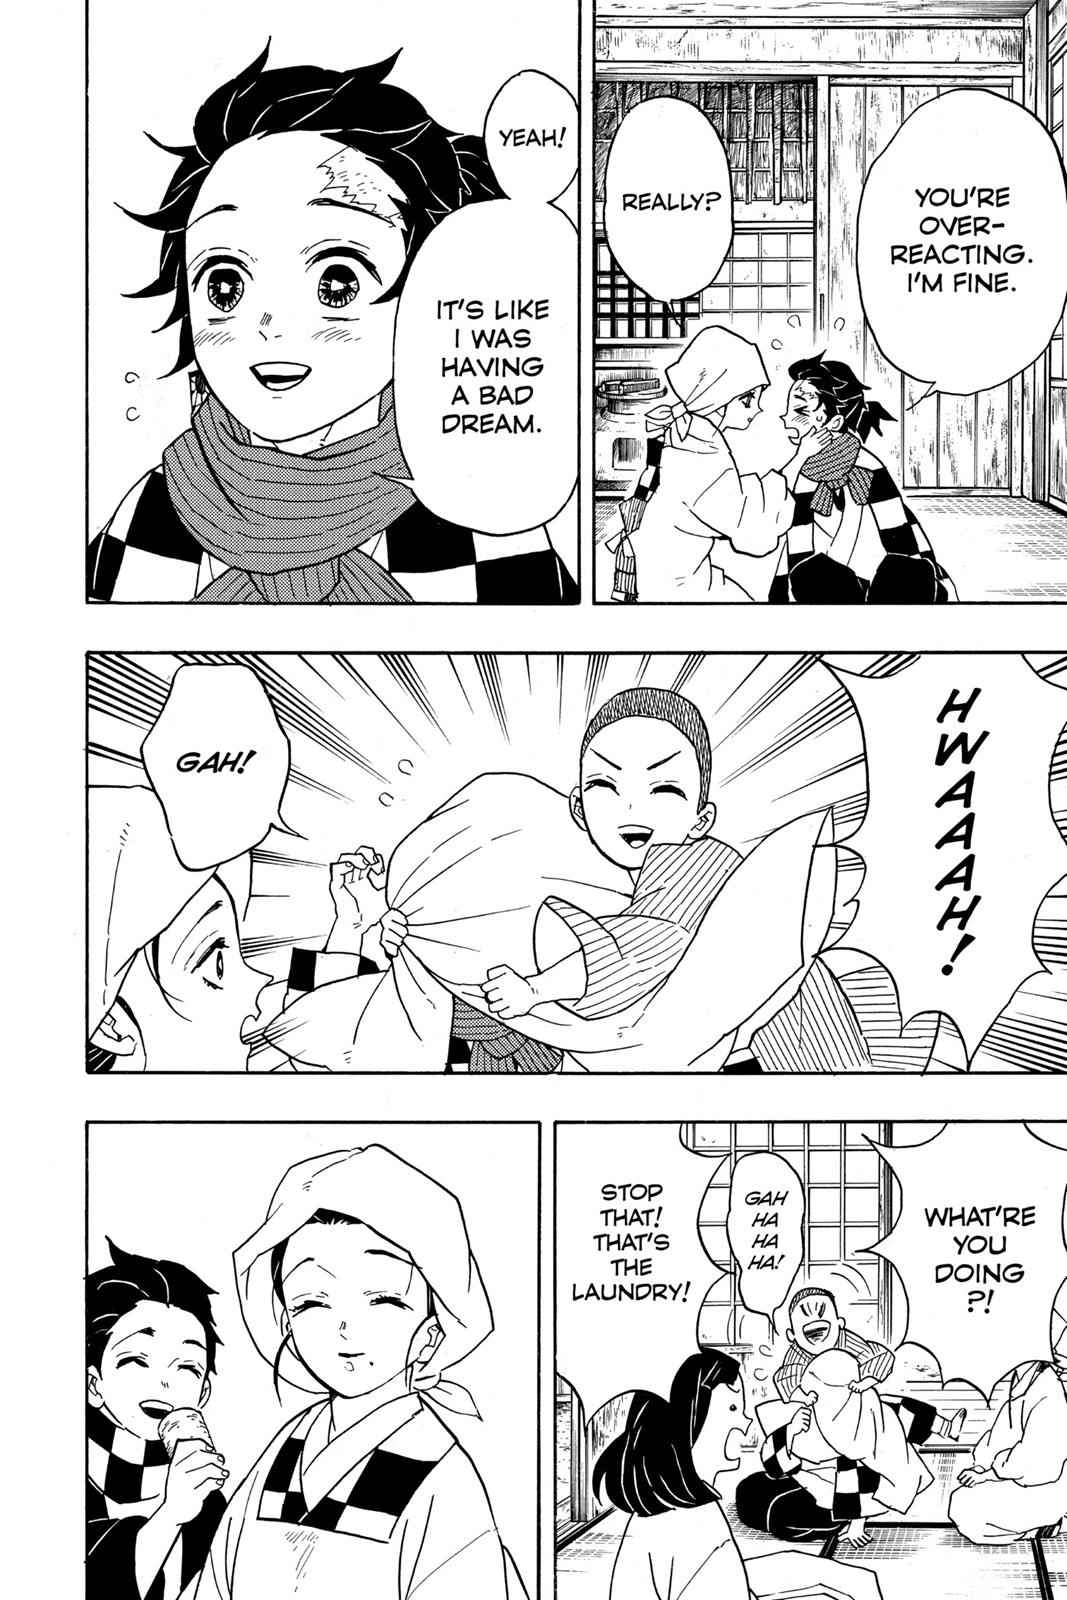 YOU'RE
OVER-
REACTING.
I'M FINE.
REALLY?
YEAH!
IT'S LIKE
I WAS
HAVING
A BAD
DREAM.
HWAAAH!
GAH!
WHAT'RE
YOU
DOING
?!
GAH
HA
HA
HA!
STOP
THAT!
THAT'S
THE
LAUNDRY!